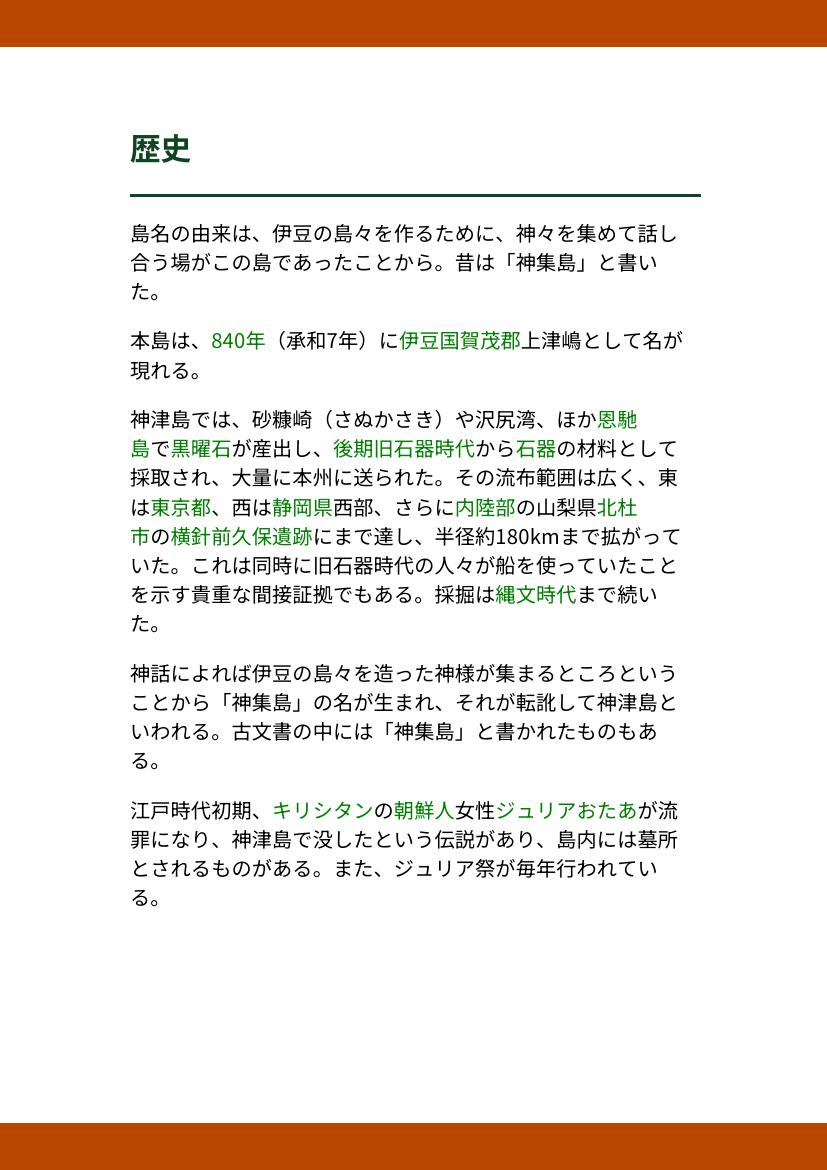 歴史
島名の由来は、伊豆の島々を作るために、神々を集めて話し
合う場がこの島であったことから。昔は「神集島」と書い
た。
本島は、840年（承和7年）に伊豆国賀茂郡上津嶋として名が
現れる。
神津島では、砂糠崎（さぬかさき）や沢尻湾、ほか恩馳
島で黒曜石が産出し、後期旧石器時代から石器の材料として
採取され、大量に本州に送られた。その流布範囲は広く、東
は東京都、西は静岡県西部、さらに内陸部の山梨県北杜
市の横針前久保遺跡にまで達し、半径約180kmまで拡がって
いた。これは同時に旧石器時代の人々が船を使っていたこと
を示す貴重な間接証拠でもある。採掘は縄文時代まで続い
た。
神話によれば伊豆の島々を造った神様が集まるところという
ことから「神集島」の名が生まれ、それが転訛して神津島と
いわれる。古文書の中には「神集島」と書かれたものもあ
る。
江戸時代初期、キリシタンの朝鮮人女性ジュリアおたあが流
罪になり、神津島で没したという伝説があり、島内には墓所
とされるものがある。また、ジュリア祭が毎年行われてい
る。